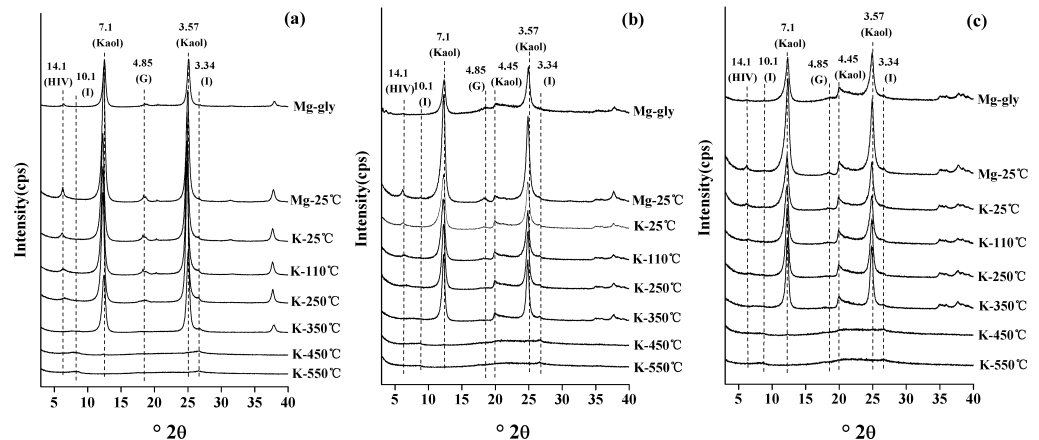 (a)
7.1
(Kaol)
3.57
(Kaol)
14.1
(HIV)
10.1
(I)
4.85
(G)
3.34
(I)
Mg-gly
Mg-25℃
K-25℃
K-110℃
K-250℃
K-350℃
K-450℃
K-550℃
Intensity(cps)
5 10 15 20 25 30 35 40
° 2θ
(b)
7.1
(Kaol)
3.57
(Kaol)
14.1
(HIV)
10.1
(I)
4.85
(G)
4.45
(Kaol)
3.34
(I)
Mg-gly
Mg-25℃
K-25℃
K-110℃
K-250℃
K-350℃
K-450℃
K-550℃
Intensity(cps)
5 10 15 20 25 30 35 40
° 2θ
(c)
7.1
(Kaol)
3.57
(Kaol)
14.1
(HIV)
10.1
(I)
4.85
(G)
4.45
(Kaol)
3.34
(I)
Mg-gly
Mg-25℃
K-25℃
K-110℃
K-250℃
K-350℃
K-450℃
K-550℃
Intensity(cps)
5 10 15 20 25 30 35 40
° 2θ